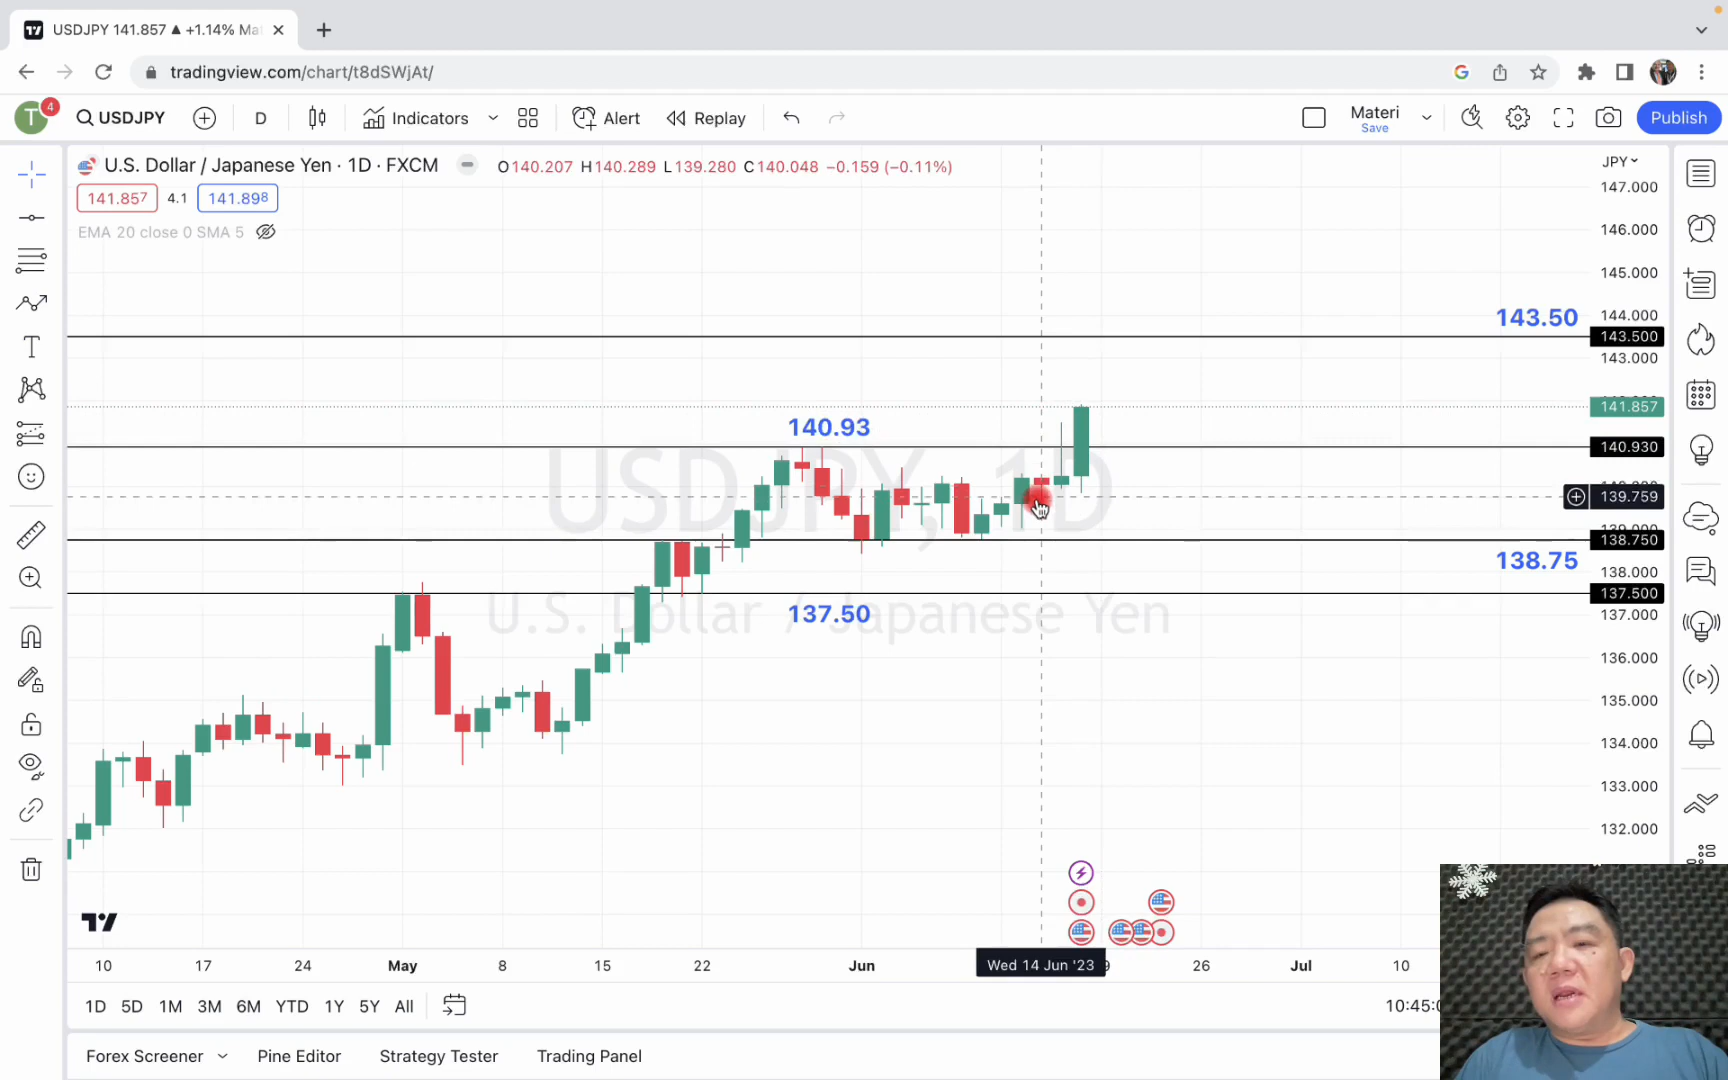 USDJPY 141.857 ▲ +1.14% Ma
tradingview.com/chart/t8dSWjAt/
T 4 USDJPY D Indicators Alert Replay Materi Save Publish
U.S. Dollar / Japanese Yen · 1D · FXCM O140.207 H140.289 L139.280 C140.048 −0.159 (−0.11%)
JPY
141.857 4.1 141.898
EMA 20 close 0 SMA 5
147.000
146.000
145.000
143.50
144.000
143.500
143.000
141.857
140.93
140.930
USDJPY, 1D
139.759
138.750
138.75
138.000
137.500
137.50
U.S. Dollar / Japanese Yen
137.000
136.000
135.000
134.000
133.000
132.000
10 17 24 May 8 15 22 Jun Wed 14 Jun '23 26 Jul 10
1D 5D 1M 3M 6M YTD 1Y 5Y All
Forex Screener Pine Editor Strategy Tester Trading Panel